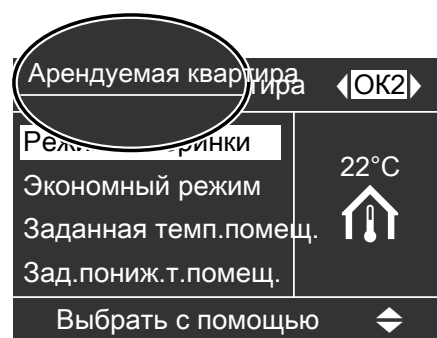 Арендуемая квартира
ОК2
22°C
Экономный режим
Заданная темп.помещ.
Зад.пониж.т.помещ.
Выбрать с помощью